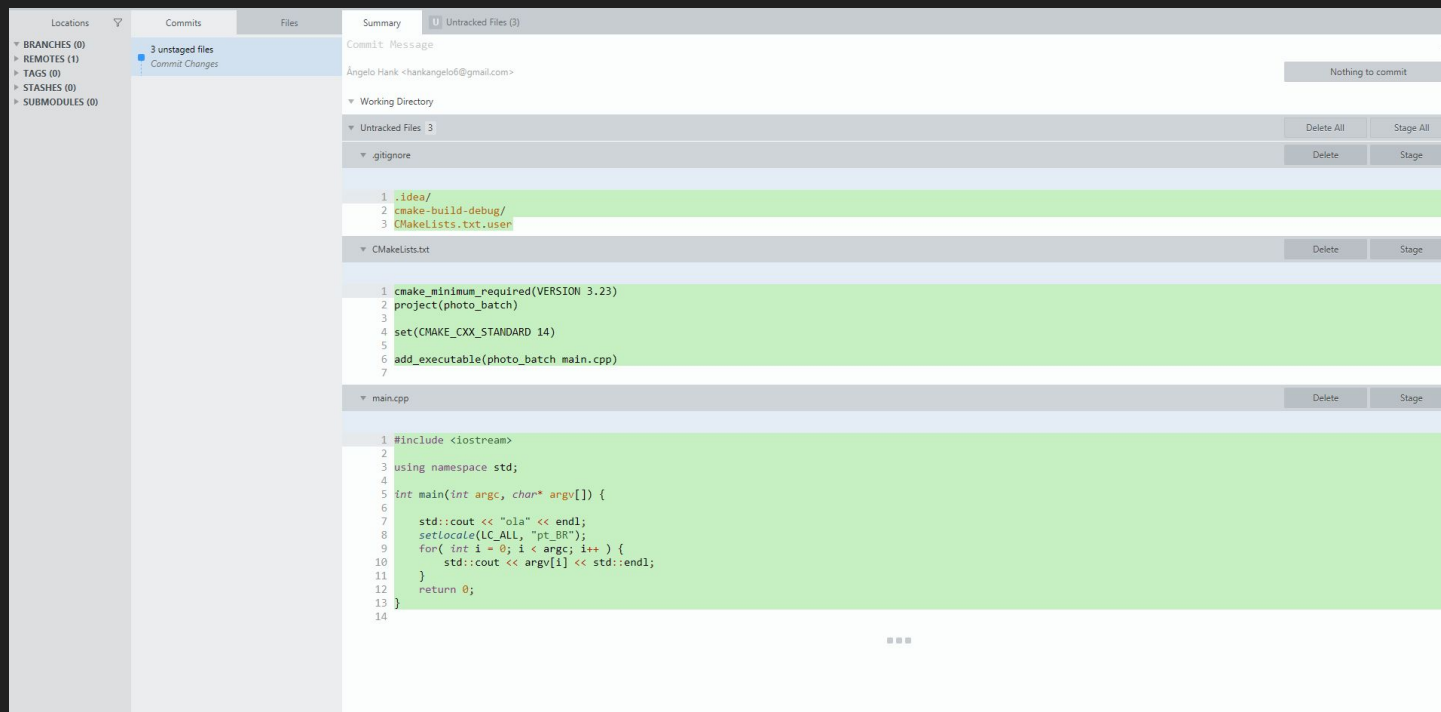 Locations
Commits
Files
Summary
U Untracked Files (3)
BRANCHES (0)
REMOTES (1)
TAGS (0)
STASHES (0)
SUBMODULES (0)
3 unstaged files
Commit Changes
Commit Message
Ângelo Hank <hankangelo6@gmail.com>
Nothing to commit
Working Directory
Untracked Files 3
Delete All
Stage All
.gitignore
Delete
Stage
1 .idea/
2 cmake-build-debug/
3 CMakeLists.txt.user
CMakeLists.txt
Delete
Stage
1 cmake_minimum_required(VERSION 3.23)
2 project(photo_batch)
3
4 set(CMAKE_CXX_STANDARD 14)
5
6 add_executable(photo_batch main.cpp)
7
main.cpp
Delete
Stage
1 #include <iostream>
2
3 using namespace std;
4
5 int main(int argc, char* argv[]) {
6
7     std::cout << "ola" << endl;
8     setlocale(LC_ALL, "pt_BR");
9     for( int i = 0; i < argc; i++ ) {
10         std::cout << argv[i] << std::endl;
11     }
12     return 0;
13 }
14